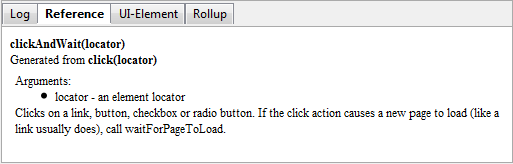 Log Reference UI-Element Rollup
clickAndWait(locator)
Generated from click(locator)
Arguments:
• locator - an element locator
Clicks on a link, button, checkbox or radio button. If the click action causes a new page to load (like a
link usually does), call waitForPageToLoad.